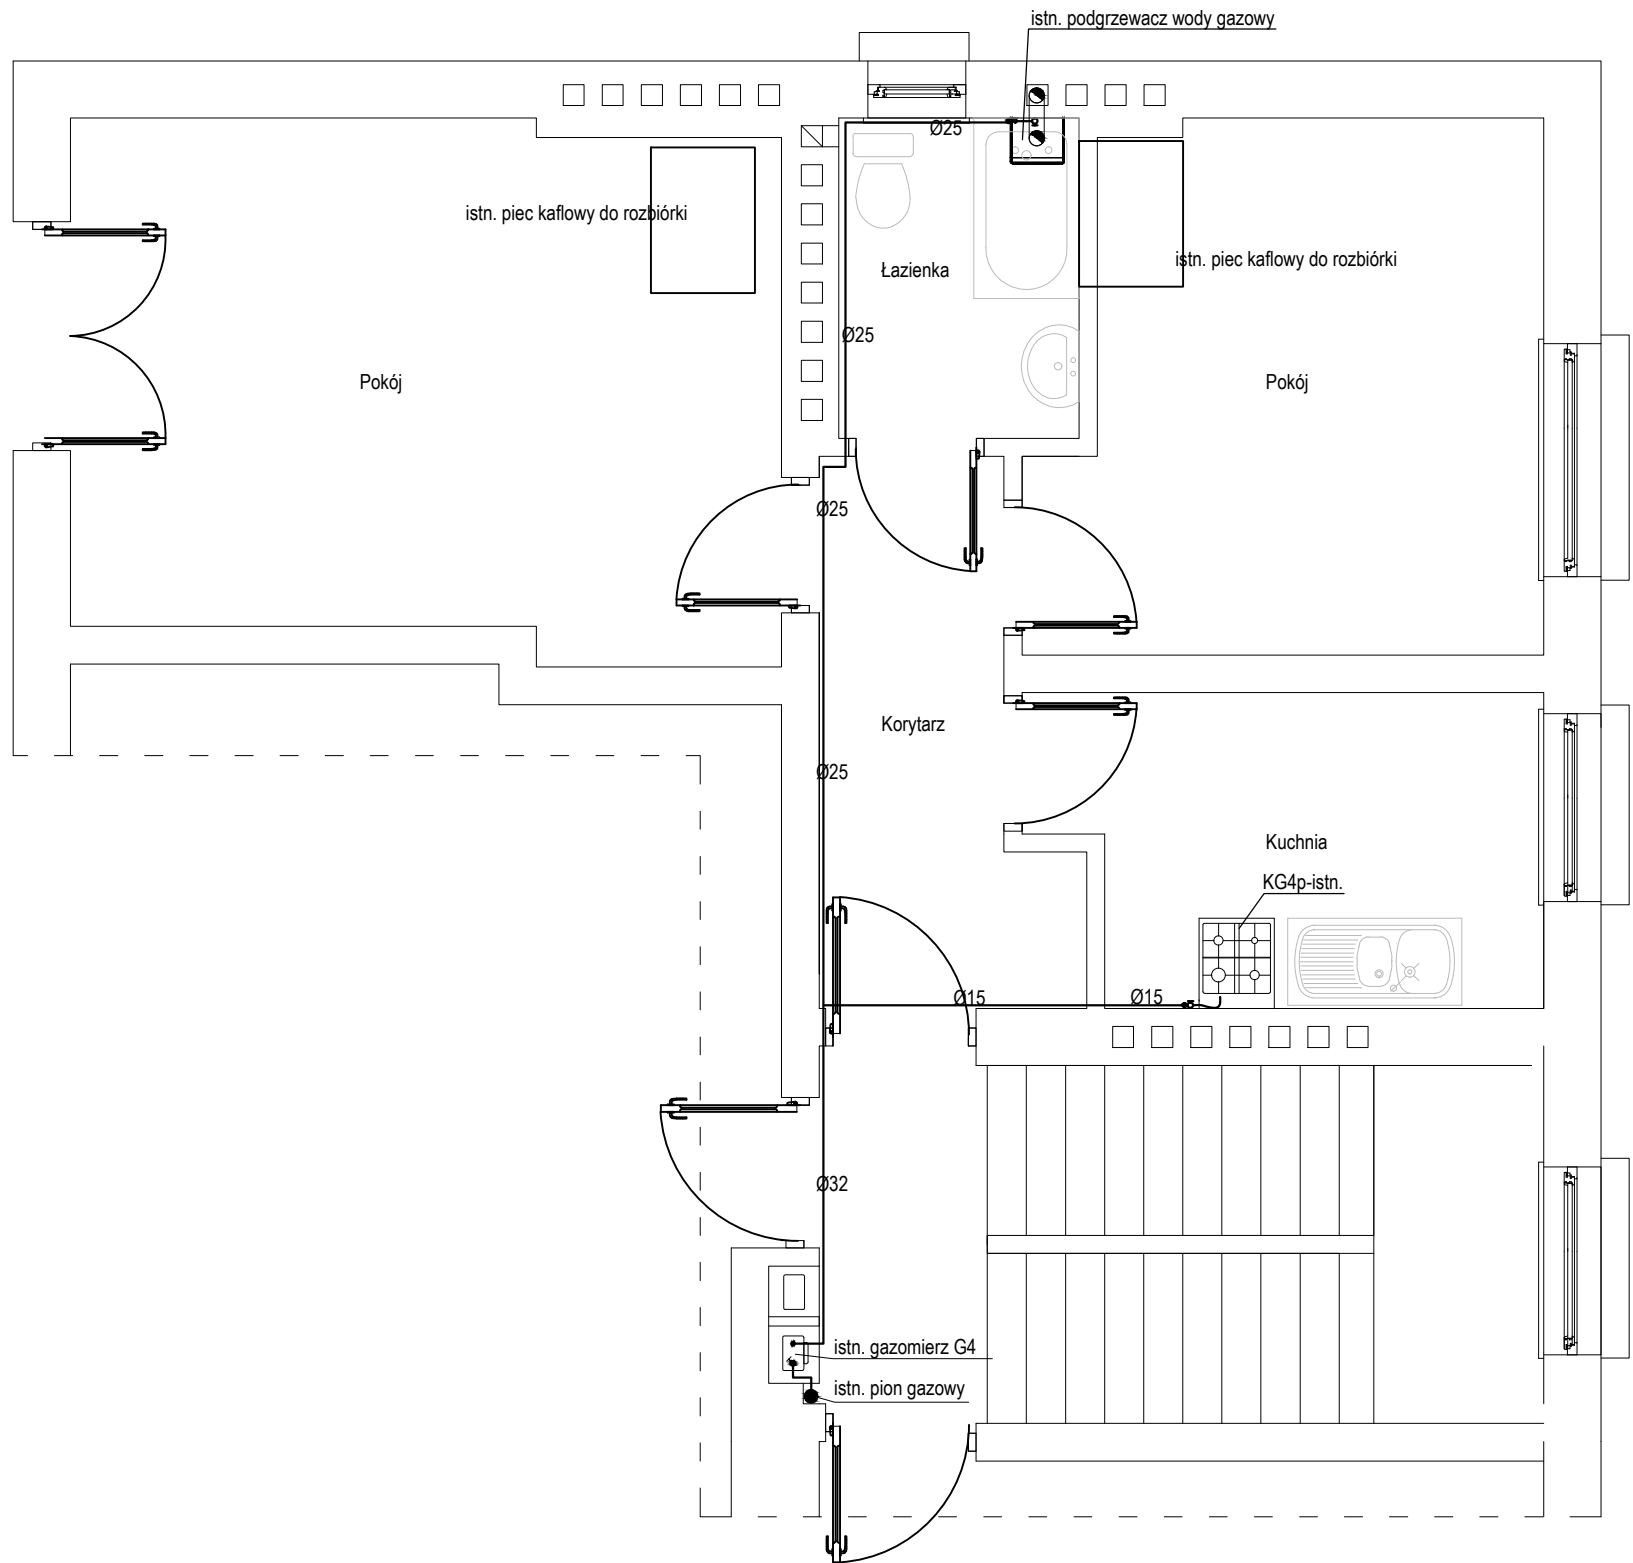 istn. podgrzewacz wody gazowy
Ø25
istn. piec kaflowy do rozbiórki
istn. piec kaflowy do rozbiórki
Łazienka
Ø25
Pokój
Pokój
Ø25
Korytarz
Ø25
Kuchnia
KG4p-istn.
Ø15
Ø15
Ø32
istn. gazomierz G4
istn. pion gazowy